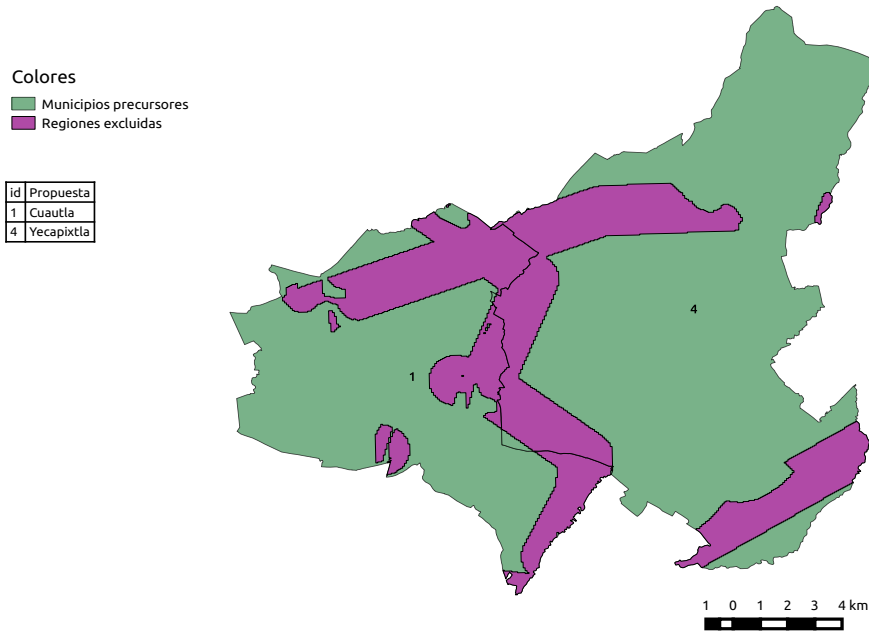 Colores
Municipios precursores
Regiones excluidas
id Propuesta
1 Cuautla
4 Yecapixtla
4
1
1 0 1 2 3 4 km